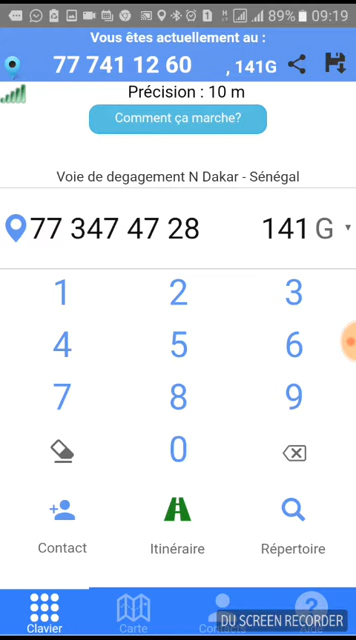 89% 09:19
Vous êtes actuellement au :
77 741 12 60 , 141G
Précision : 10 m
Comment ça marche?
Voie de degagement N Dakar - Sénégal
77 347 47 28 141 G
1 2 3
4 5 6
7 8 9
0
Contact Itinéraire Répertoire
DU SCREEN RECORDER
Clavier Carte